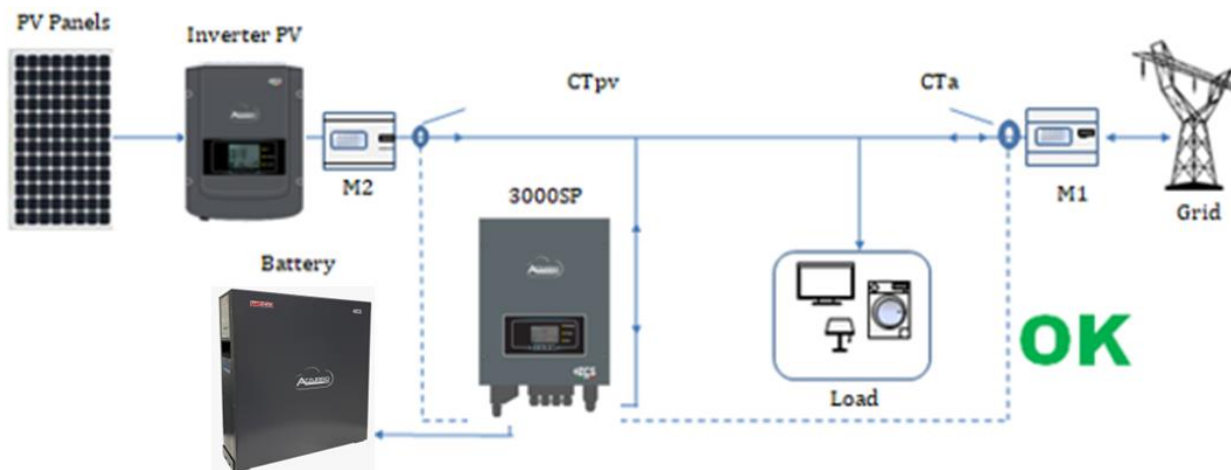 PV Panels
Inverter PV
CTpv
CTa
M2
M1
3000SP
Grid
Battery
OK
Load